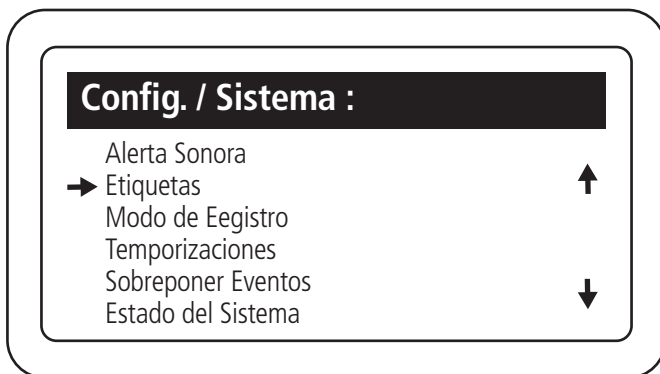 Config. / Sistema :
Alerta Sonora
Etiquetas
Modo de Eegistro
Temporizaciones
Sobreponer Eventos
Estado del Sistema